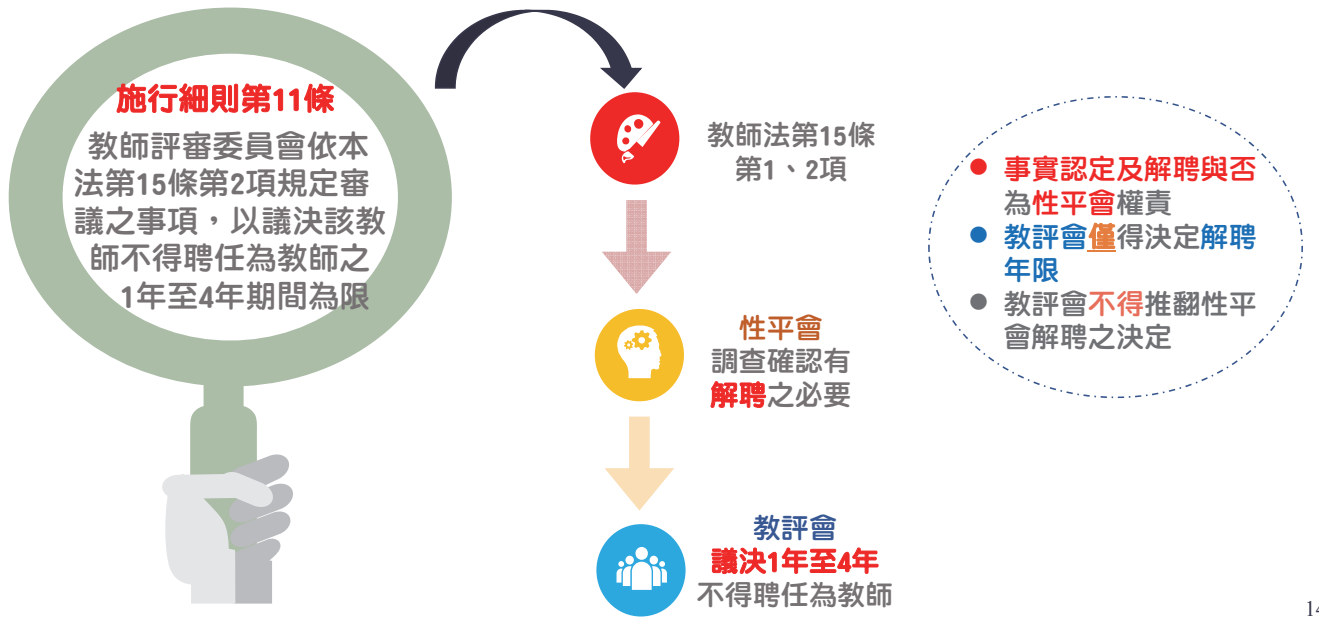 施行細則第11條
教師評審委員會依本
法第15條第2項規定審
議之事項，以議決該教
師不得聘任為教師之
1年至4年期間為限
教師法第15條
第1、2項
性平會
調查確認有
解聘之必要
教評會
議決1年至4年
不得聘任為教師
● 事實認定及解聘與否
為性平會權責
● 教評會僅得決定解聘
年限
● 教評會不得推翻性平
會解聘之決定
14